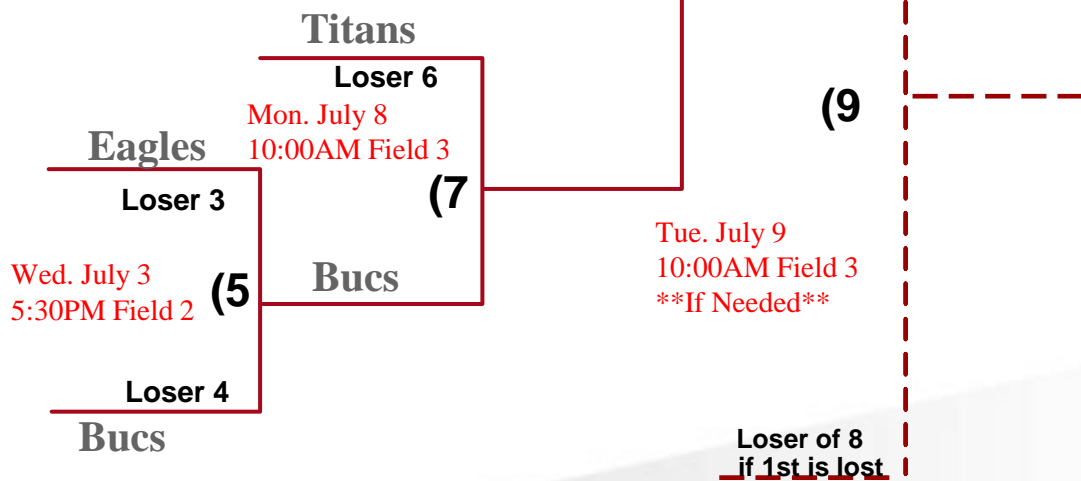 Titans
Loser 6
Mon. July 8
10:00AM Field 3
(7
(9
Eagles
Loser 3
Wed. July 3
5:30PM Field 2
(5
Bucs
Tue. July 9
10:00AM Field 3
**If Needed**
Loser 4
Bucs
Loser of 8
if 1st is lost